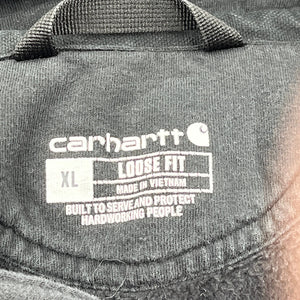 carhartt
XL LOOSE FIT
MADE IN VIETNAM
BUILT TO SERVE AND PROTECT
HARDWORKING PEOPLE